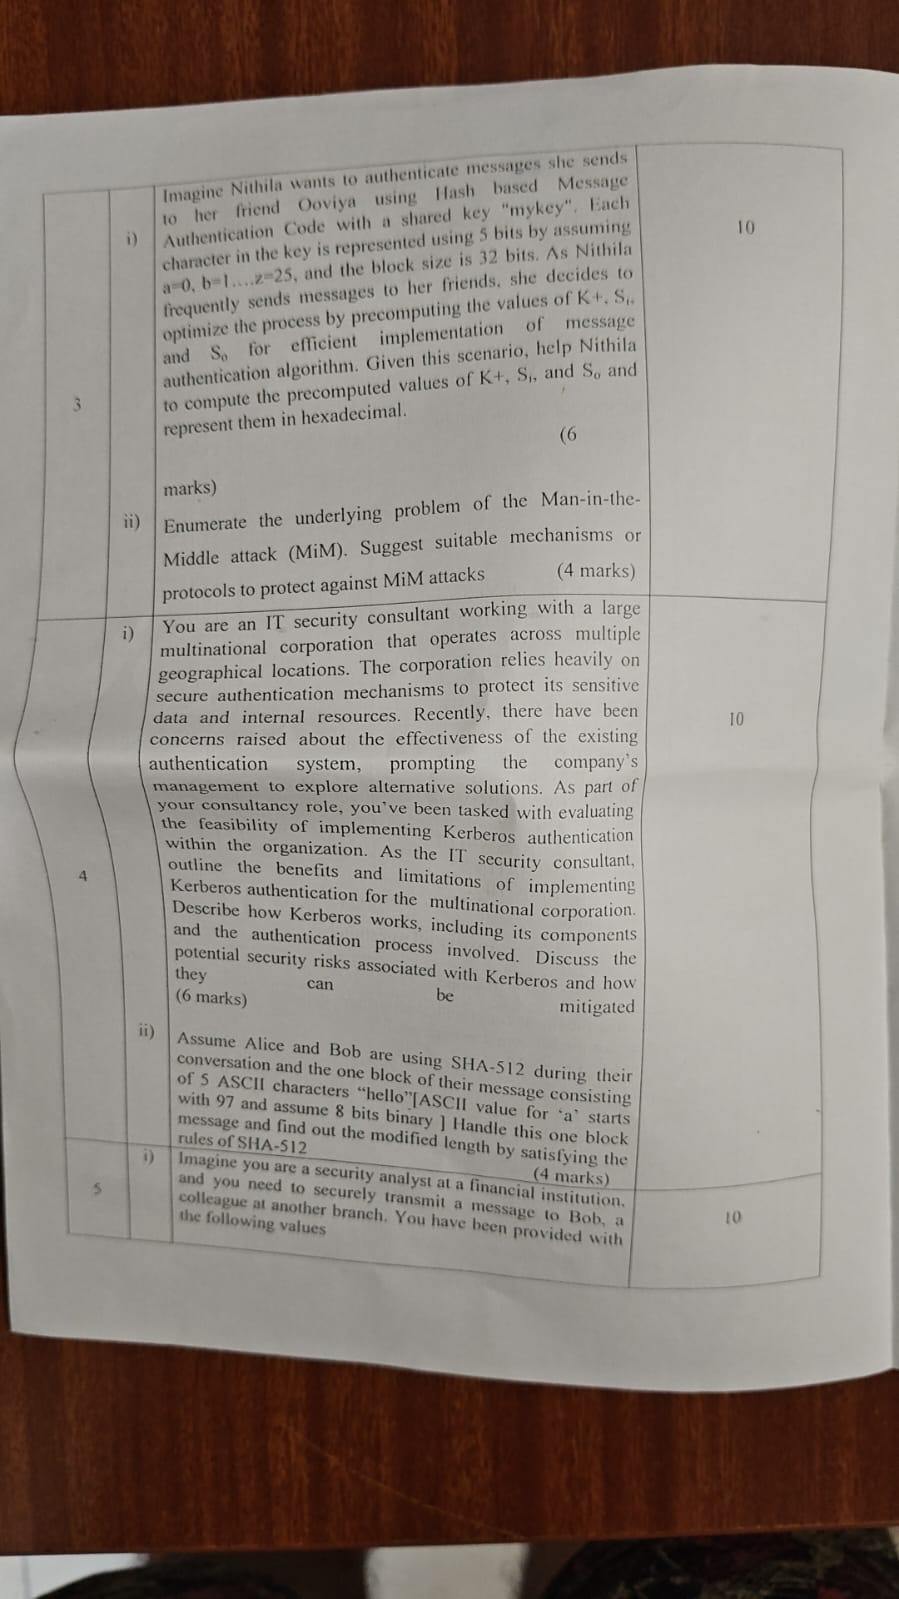 3
i)
Imagine Nithila wants to authenticate messages she sends
to her friend Ooviya using Hash based Message
Authentication Code with a shared key "mykey". Each
character in the key is represented using 5 bits by assuming
a=0, b=1....z=25, and the block size is 32 bits. As Nithila
frequently sends messages to her friends, she decides to
optimize the process by precomputing the values of K+, Si,
and So for efficient implementation of message
authentication algorithm. Given this scenario, help Nithila
to compute the precomputed values of K+, Si, and So and
represent them in hexadecimal.
(6
marks)
10
ii)
Enumerate the underlying problem of the Man-in-the-
Middle attack (MiM). Suggest suitable mechanisms or
protocols to protect against MiM attacks (4 marks)
4
i)
You are an IT security consultant working with a large
multinational corporation that operates across multiple
geographical locations. The corporation relies heavily on
secure authentication mechanisms to protect its sensitive
data and internal resources. Recently, there have been
concerns raised about the effectiveness of the existing
authentication system, prompting the company's
management to explore alternative solutions. As part of
your consultancy role, you've been tasked with evaluating
the feasibility of implementing Kerberos authentication
within the organization. As the IT security consultant,
outline the benefits and limitations of implementing
Kerberos authentication for the multinational corporation.
Describe how Kerberos works, including its components
and the authentication process involved. Discuss the
potential security risks associated with Kerberos and how
they can be mitigated
(6 marks)
10
ii)
Assume Alice and Bob are using SHA-512 during their
conversation and the one block of their message consisting
of 5 ASCII characters "hello"[ASCII value for 'a' starts
with 97 and assume 8 bits binary ] Handle this one block
message and find out the modified length by satisfying the
rules of SHA-512 (4 marks)
5
i)
Imagine you are a security analyst at a financial institution,
and you need to securely transmit a message to Bob, a
colleague at another branch. You have been provided with
the following values
10